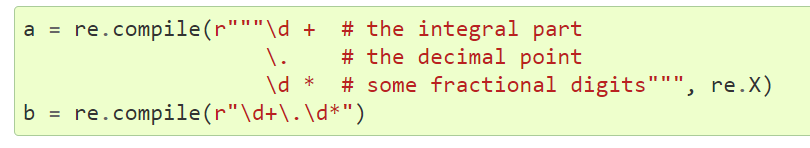 a = re.compile(r"""\d +  # the integral part
                   \.    # the decimal point
                   \d *  # some fractional digits""", re.X)
b = re.compile(r"\d+\.\d*")